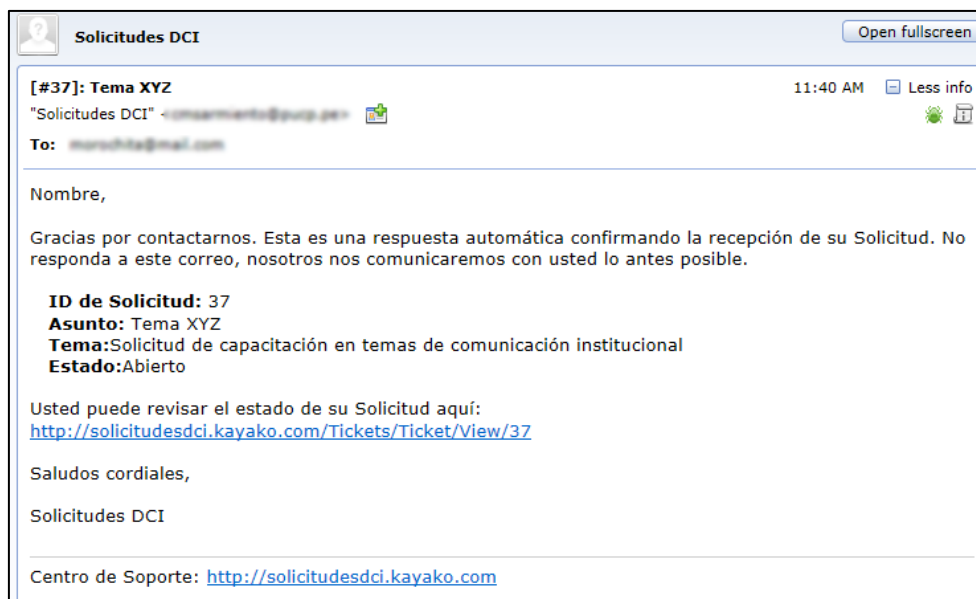 Solicitudes DCI
Open fullscreen
[#37]: Tema XYZ
11:40 AM
Less info
"Solicitudes DCI"
To:
Nombre,
Gracias por contactarnos. Esta es una respuesta automática confirmando la recepción de su Solicitud. No
responda a este correo, nosotros nos comunicaremos con usted lo antes posible.
ID de Solicitud: 37
Asunto: Tema XYZ
Tema:Solicitud de capacitación en temas de comunicación institucional
Estado:Abierto
Usted puede revisar el estado de su Solicitud aquí:
http://solicitudesdci.kayako.com/Tickets/Ticket/View/37
Saludos cordiales,
Solicitudes DCI
Centro de Soporte: http://solicitudesdci.kayako.com